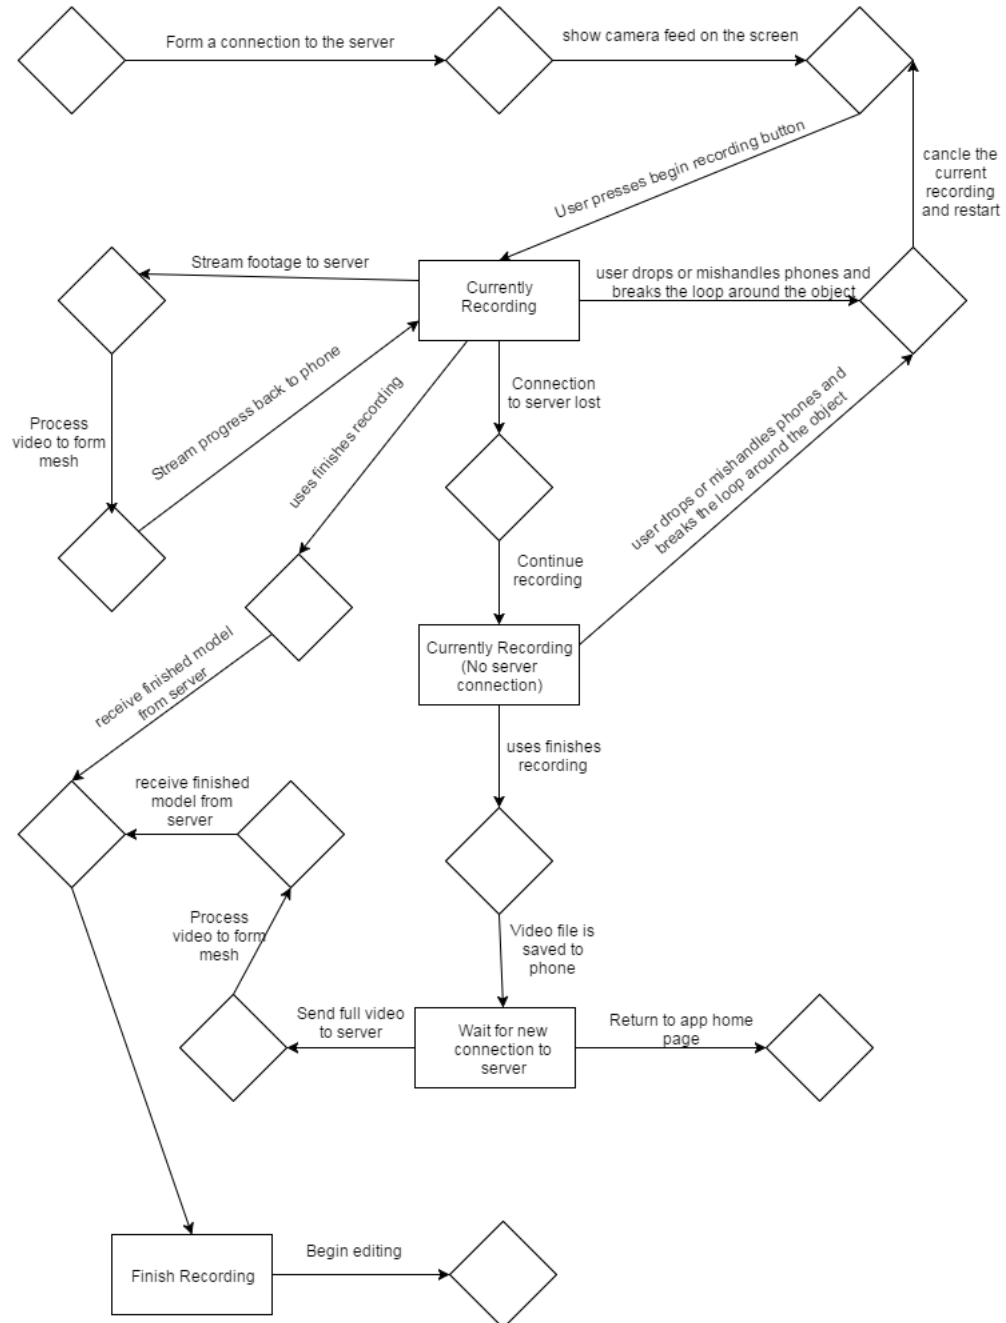 Form a connection to the server
show camera feed on the screen
User presses begin recording button
cancle the
current
recording
and restart
Stream footage to server
Currently
Recording
user drops or mishandles phones and
breaks the loop around the object
Process
video to form
mesh
Stream progress back to phone
uses finishes recording
Connection
to server lost
user drops or mishandles phones and
breaks the loop around the object
Continue
recording
Currently Recording
(No server
connection)
receive finished model
from server
uses finishes
recording
receive finished
model from
server
Process
video to form
mesh
Video file is
saved to
phone
Send full video
to server
Wait for new
connection to
server
Return to app home
page
Finish Recording
Begin editing